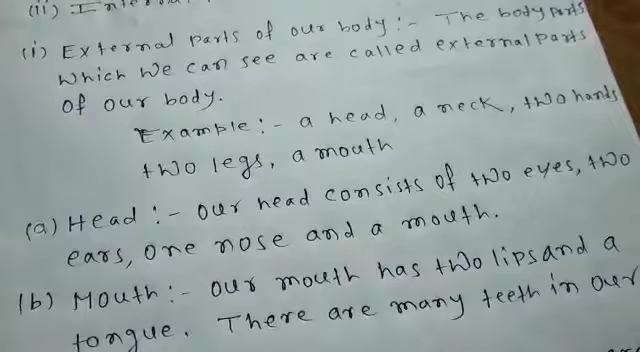 (ii) :- Internal
(i) External parts of our body :- The body parts
which we can see are called external parts
of our body.
Example :- a head, a neck, two hands
two legs, a mouth
(a) Head :- our head consists of two eyes, two
ears, one nose and a mouth.
(b) Mouth :- our mouth has two lips and a
tongue. There are many teeth in our